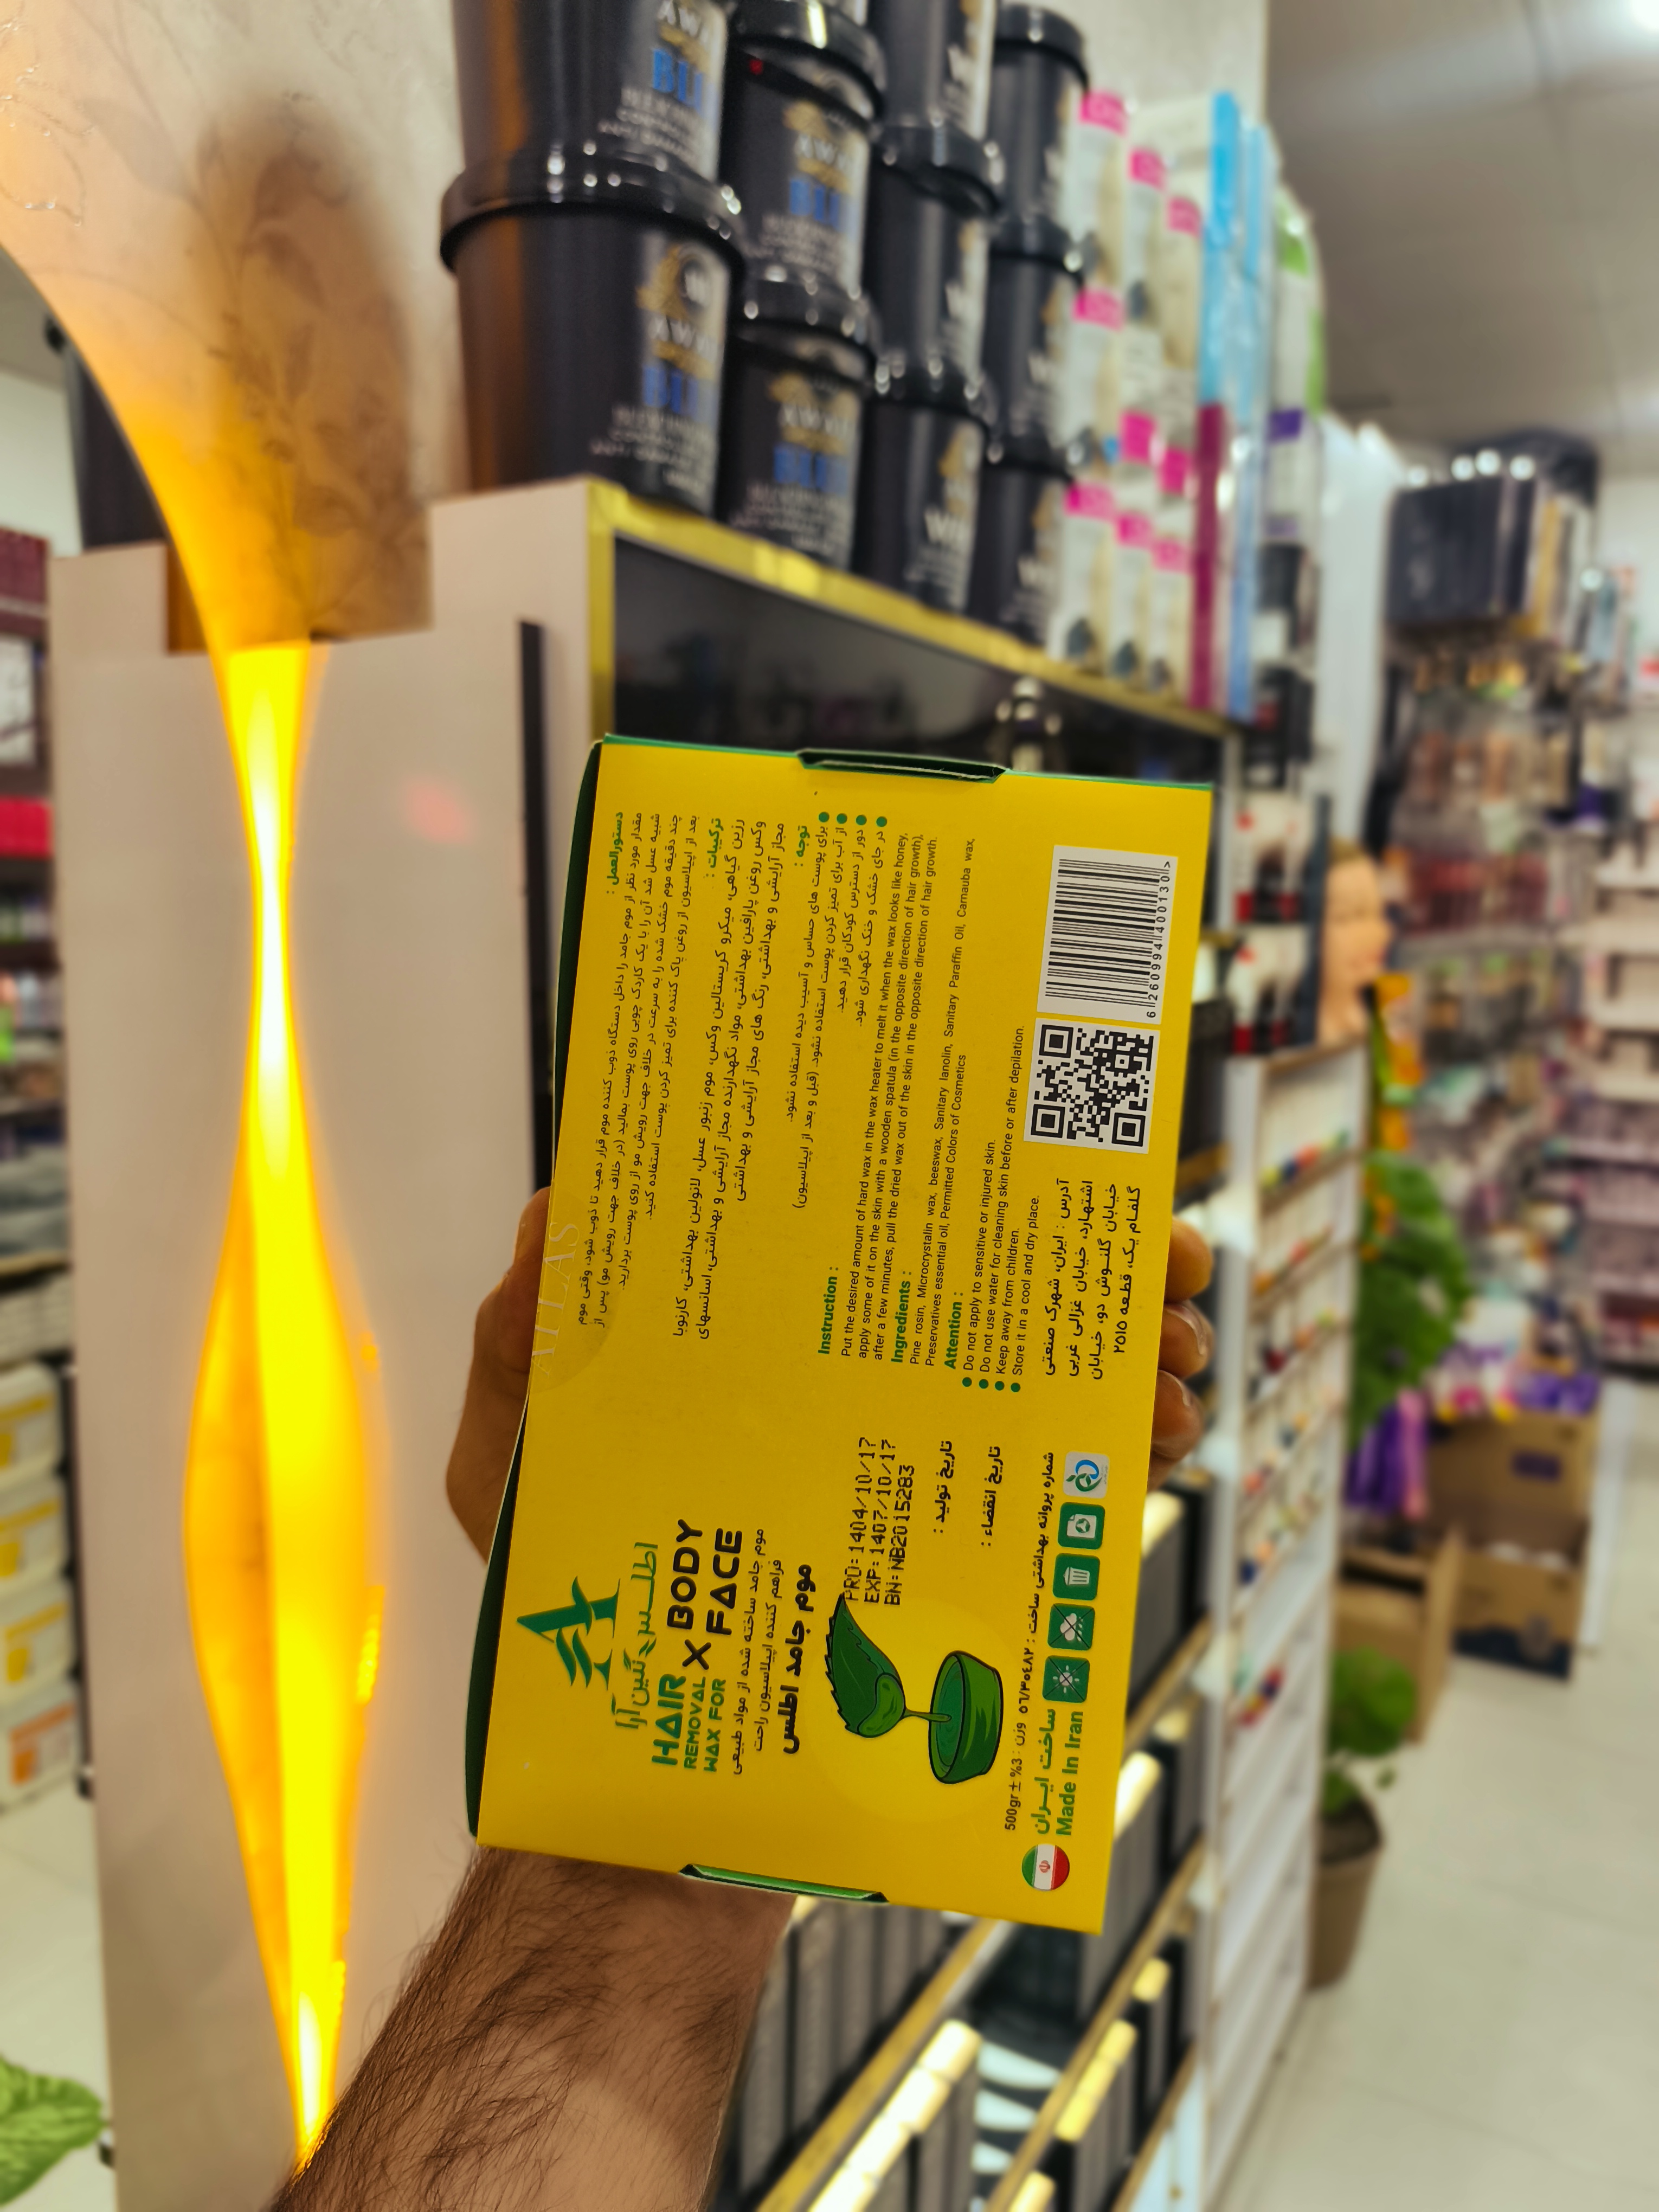 اطلس آئین آرا
HAIR
REMOVAL
WAX FOR
X BODY
FACE
موم جامد ساخته شده از مواد طبیعی
فراهم کننده اپیلاسیون راحت
موم جامد اطلس
PRD:1404/10/17
EXP:1407/10/17
BN:NB2015283
تاریخ تولید :
تاریخ انقضاء :
500gr ± %3 : وزن
شماره پروانه بهداشتی ساخت : ۵۶/۳۰۴۸۲
ساخت ایران
Made In Iran
دستورالعمل :
مقدار مورد نظر از موم جامد را داخل دستگاه ذوب کننده موم قرار دهید تا ذوب شود، وقتی موم
شبیه عسل شد آن را با یک کاردک چوبی روی پوست بمالید (در خلاف جهت رویش مو) پس از
چند دقیقه موم خشک شده را به سرعت در خلاف جهت رویش مو از روی پوست بردارید.
بعد از اپیلاسیون از روغن پاک کننده برای تمیز کردن پوست استفاده کنید.
ترکیبات :
رزین گیاهی، میکرو کریستالین وکس، موم زنبور عسل، لانولین بهداشتی، کارنوبا
وکس روغن پارافین بهداشتی، مواد نگهدارنده مجاز آرایشی و بهداشتی، اسانسهای
مجاز آرایشی و بهداشتی، رنگ های مجاز آرایشی و بهداشتی
توجه :
برای پوست های حساس و آسیب دیده استفاده نشود.
از آب برای تمیز کردن پوست استفاده نشود. (قبل و بعد از اپیلاسیون)
دور از دسترس کودکان قرار دهید.
در جای خشک و خنک نگهداری شود.
Instruction :
Put the desired amount of hard wax in the wax heater to melt it when the wax looks like honey,
apply some of it on the skin with a wooden spatula (in the opposite direction of hair growth),
after a few minutes, pull the dried wax out of the skin in the opposite direction of hair growth.
Ingredients :
Pine rosin, Microcrystalin wax, beeswax, Sanitary lanolin, Sanitary Paraffin Oil, Carnauba wax,
Preservatives essential oil, Permitted Colors of Cosmetics
Attention :
Do not apply to sensitive or injured skin.
Do not use water for cleaning skin before or after depilation.
Keep away from children.
Store it in a cool and dry place.
آدرس : ایران، شهرک صنعتی
اشتهارد، خیابان غزالی غربی
خیابان گلنوش دو، خیابان
گلفام یک، قطعه ۲۵۱۵
6 260994 400130 >
ATLAS